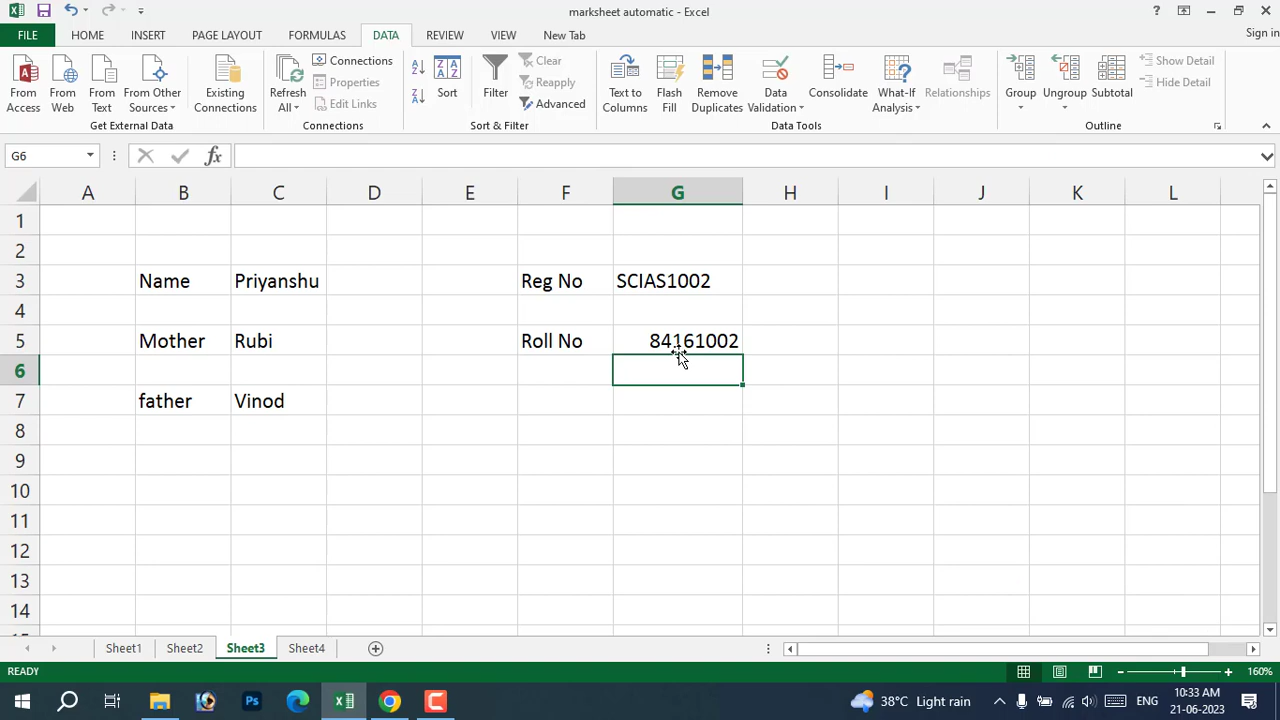 marksheet automatic - Excel
? 
Sign in
FILE HOME INSERT PAGE LAYOUT FORMULAS DATA REVIEW VIEW New Tab
From Access
From Web
From Text
From Other Sources
Existing Connections
Get External Data
Refresh All
Connections
Properties
Edit Links
Connections
A Z
Z A
Sort
Filter
Clear
Reapply
Advanced
Sort & Filter
Text to Columns
Flash Fill
Remove Duplicates
Data Validation
Consolidate
What-If Analysis
Relationships
Data Tools
Group
Ungroup
Subtotal
Show Detail
Hide Detail
Outline
G6
fx
A B C D E F G H I J K L
1
2
3 Name Priyanshu Reg No SCIAS1002
4
5 Mother Rubi Roll No 84161002
6
7 father Vinod
8
9
10
11
12
13
14
Sheet1 Sheet2 Sheet3 Sheet4
READY
160%
38°C Light rain
ENG
10:33 AM
21-06-2023